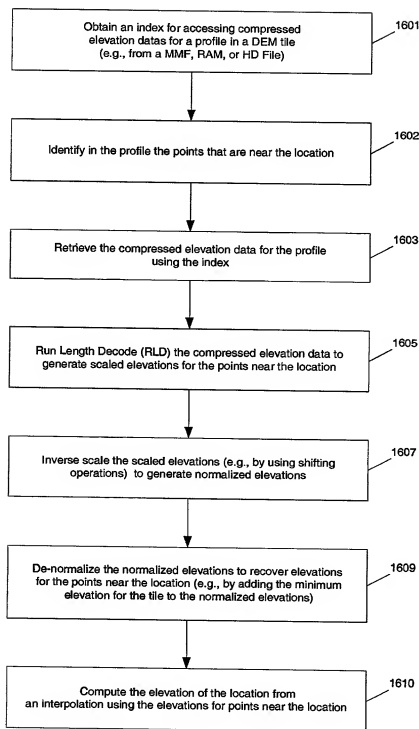 Obtain an index for accessing compressed
elevation datas for a profile in a DEM tile
(e.g., from a MMF, RAM, or HD File)
1601
Identify in the profile the points that are near the location
1602
Retrieve the compressed elevation data for the profile
using the index
1603
Run Length Decode (RLD) the compressed elevation data to
generate scaled elevations for the points near the location
1605
Inverse scale the scaled elevations (e.g., by using shifting
operations) to generate normalized elevations
1607
De-normalize the normalized elevations to recover elevations
for the points near the location (e.g., by adding the minimum
elevation for the tile to the normalized elevations)
1609
Compute the elevation of the location from
an interpolation using the elevations for points near the location
1610